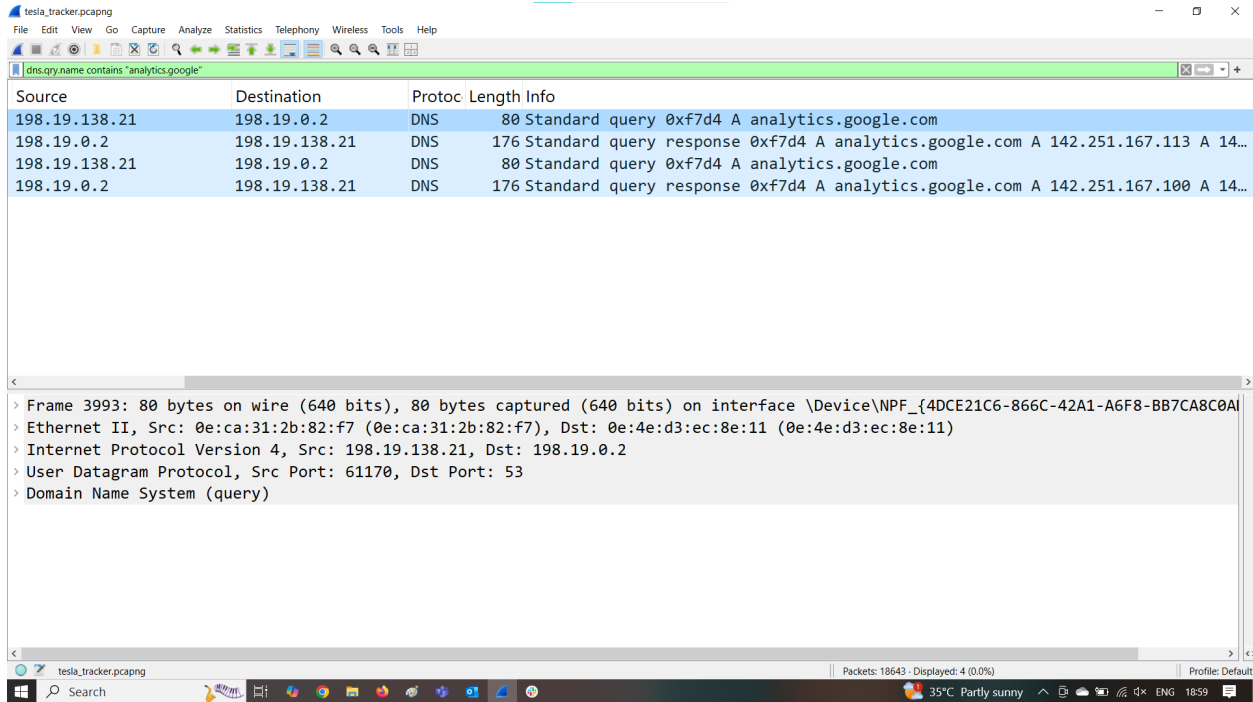 tesla_tracker.pcapng
File Edit View Go Capture Analyze Statistics Telephony Wireless Tools Help
dns.qry.name contains "analytics.google"
Source Destination Protoc Length Info
198.19.138.21 198.19.0.2 DNS 80 Standard query 0xf7d4 A analytics.google.com
198.19.0.2 198.19.138.21 DNS 176 Standard query response 0xf7d4 A analytics.google.com A 142.251.167.113 A 14…
198.19.138.21 198.19.0.2 DNS 80 Standard query 0xf7d4 A analytics.google.com
198.19.0.2 198.19.138.21 DNS 176 Standard query response 0xf7d4 A analytics.google.com A 142.251.167.100 A 14…
Frame 3993: 80 bytes on wire (640 bits), 80 bytes captured (640 bits) on interface \Device\NPF_{4DCE21C6-866C-42A1-A6F8-BB7CA8C0A
Ethernet II, Src: 0e:ca:31:2b:82:f7 (0e:ca:31:2b:82:f7), Dst: 0e:4e:d3:ec:8e:11 (0e:4e:d3:ec:8e:11)
Internet Protocol Version 4, Src: 198.19.138.21, Dst: 198.19.0.2
User Datagram Protocol, Src Port: 61170, Dst Port: 53
Domain Name System (query)
tesla_tracker.pcapng Packets: 18643 · Displayed: 4 (0.0%) Profile: Default
Search 35°C Partly sunny ENG 18:59